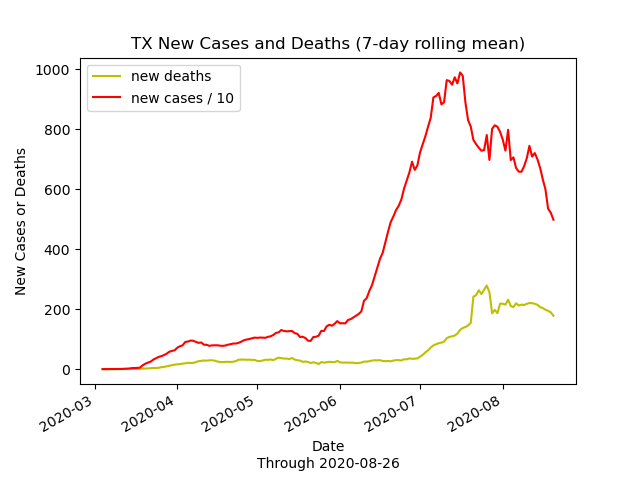 TX New Cases and Deaths (7-day rolling mean)
new deaths
new cases / 10
1000
800
600
400
200
0
New Cases or Deaths
2020-03
2020-04
2020-05
2020-06
2020-07
2020-08
Date
Through 2020-08-26